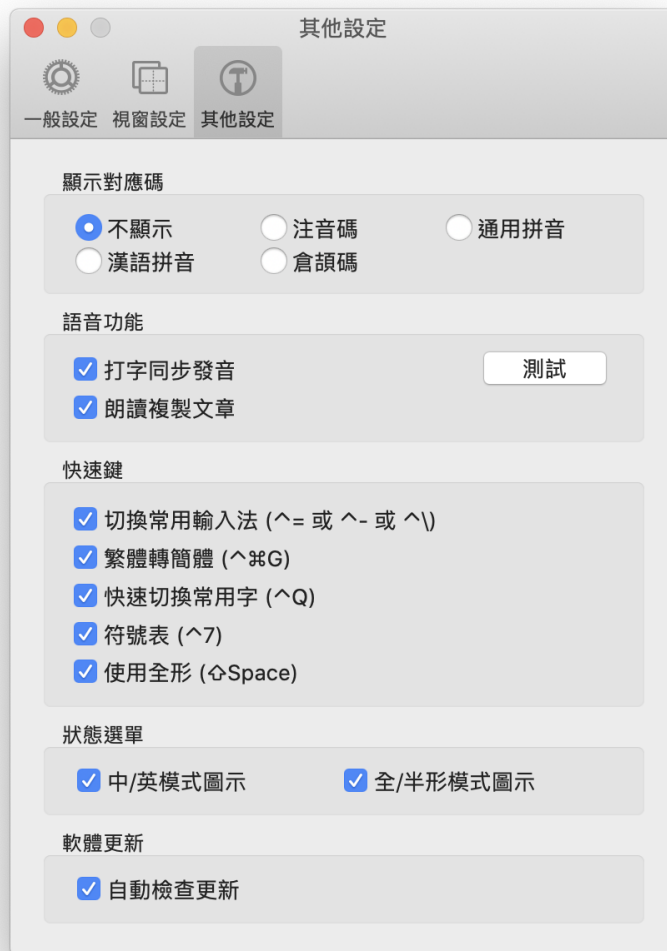 其他設定
一般設定 視窗設定 其他設定
顯示對應碼
不顯示 注音碼 通用拼音
漢語拼音 倉頡碼
語音功能
打字同步發音 測試
朗讀複製文章
快速鍵
切換常用輸入法 (^= 或 ^- 或 ^\)
繁體轉簡體 (^⌘G)
快速切換常用字 (^Q)
符號表 (^7)
使用全形 (⇧Space)
狀態選單
中/英模式圖示 全/半形模式圖示
軟體更新
自動檢查更新